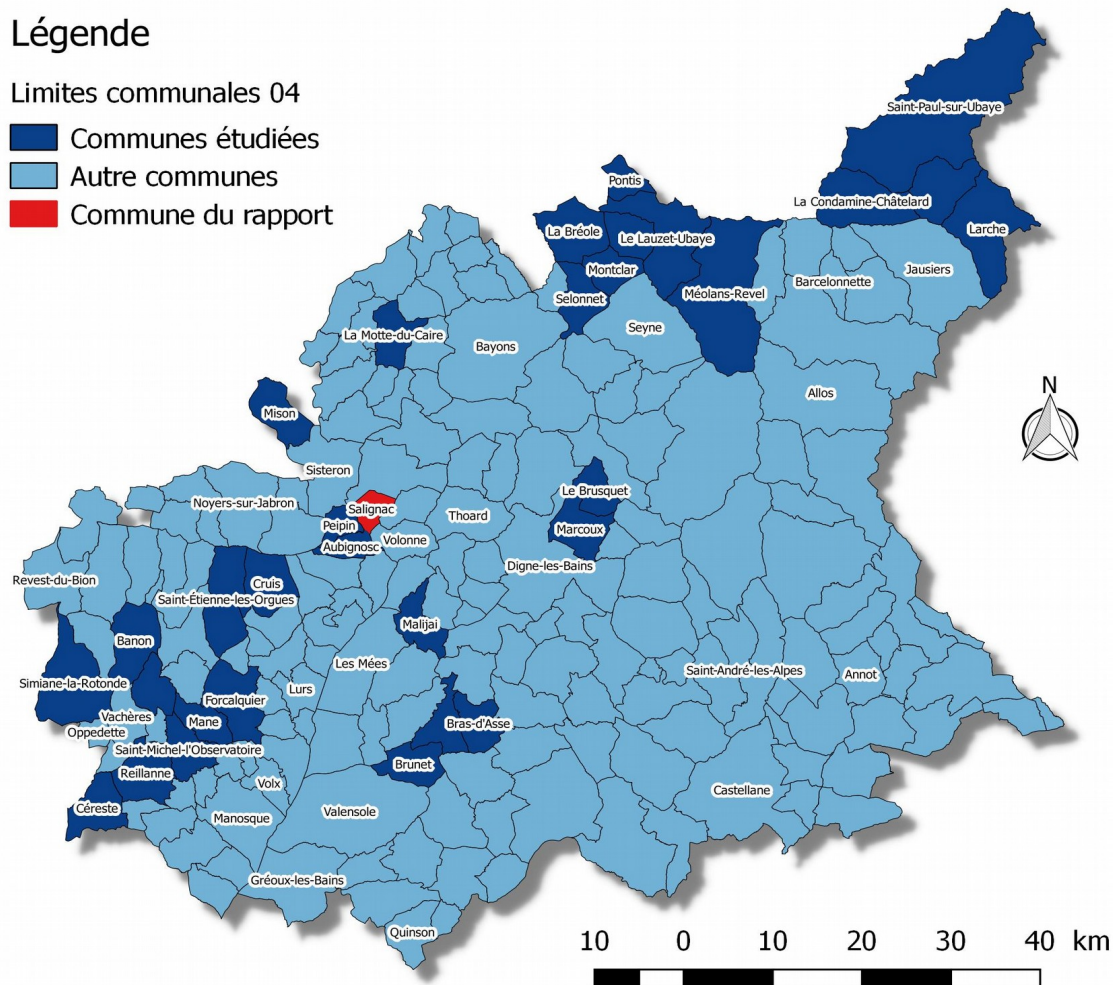 Légende
Limites communales 04
Communes étudiées
Autre communes
Commune du rapport
Saint-Paul-sur-Ubaye
Pontis
La Condamine-Châtelard
La Bréole
Le Lauzet-Ubaye
Larche
Montclar
Jausiers
Barcelonnette
Selonnet
Méolans-Revel
Seyne
La Motte-du-Caire
Bayons
Allos
N
Mison
Sisteron
Le Brusquet
Noyers-sur-Jabron
Salignac
Thoard
Peipin
Marcoux
Volonne
Aubignosc
Digne-les-Bains
Revest-du-Bion
Cruis
Saint-Étienne-les-Orgues
Malijai
Banon
Les Mées
Saint-André-les-Alpes
Annot
Simiane-la-Rotonde
Lurs
Forcalquier
Vachères
Mane
Bras-d'Asse
Oppedette
Saint-Michel-l'Observatoire
Brunet
Reillanne
Volx
Castellane
Céreste
Manosque
Valensole
Gréoux-les-Bains
Quinson
10 0 10 20 30 40 km